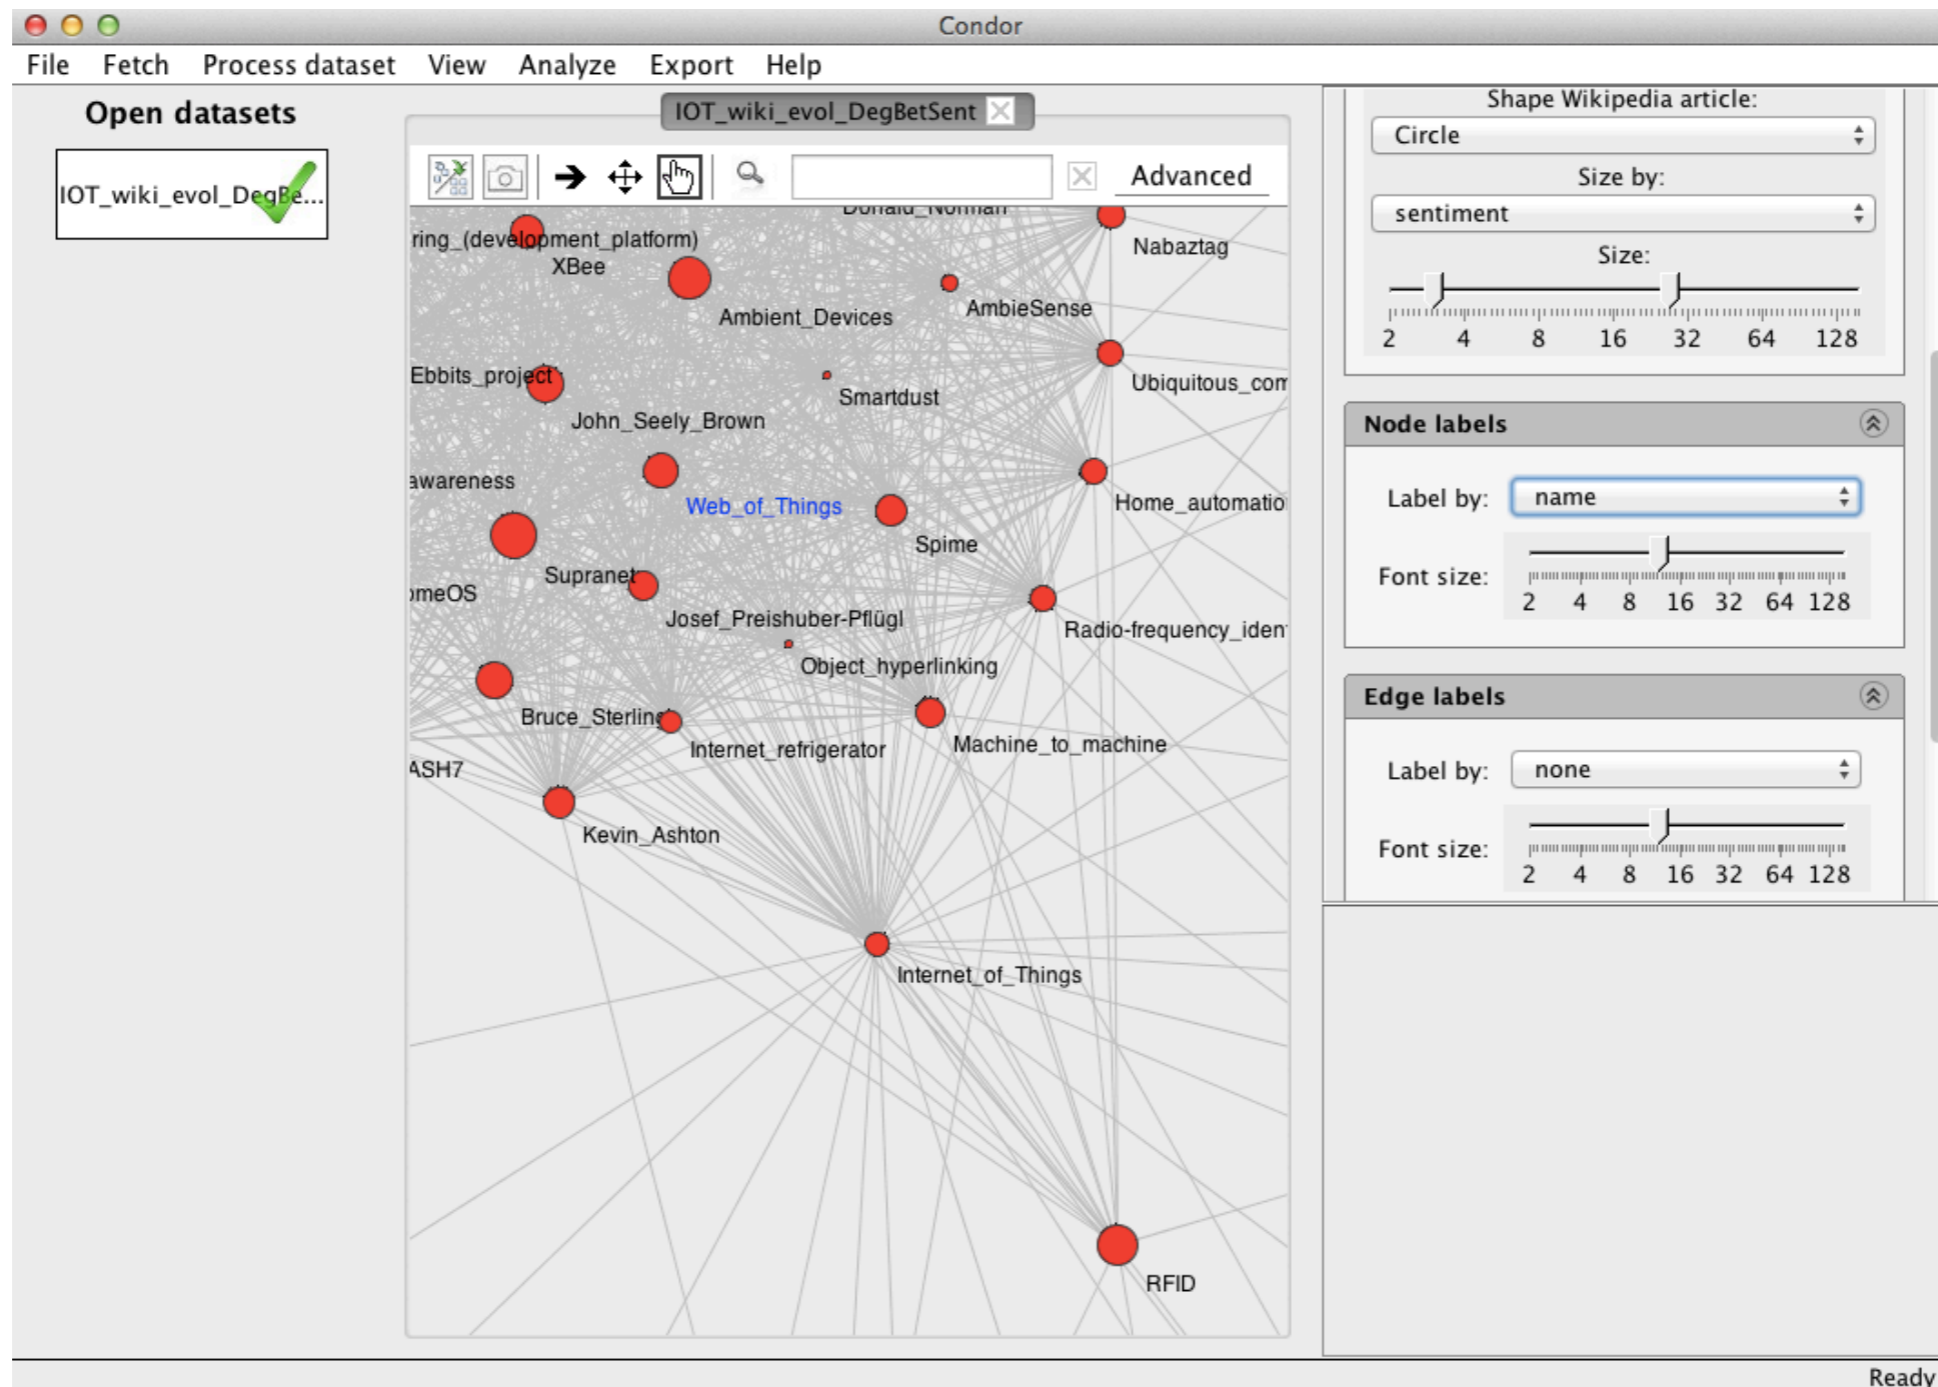 Condor
File Fetch Process dataset View Analyze Export Help
Open datasets
IOT_wiki_evol_DegBe...
IOT_wiki_evol_DegBetSent
Advanced
Donald_Norman
Nabaztag
ring_(development_platform)
XBee
AmbieSense
Ambient_Devices
Ebbits_project
Ubiquitous_com
Smartdust
John_Seely_Brown
awareness
Web_of_Things
Home_automatio
Spime
Supranet
omeOS
Josef_Preishuber-Pflügl
Radio-frequency_iden
Object_hyperlinking
Bruce_Sterling
Internet_refrigerator
Machine_to_machine
ASH7
Kevin_Ashton
Internet_of_Things
RFID
Shape Wikipedia article:
Circle
Size by:
sentiment
Size:
2 4 8 16 32 64 128
Node labels
Label by: name
Font size:
2 4 8 16 32 64 128
Edge labels
Label by: none
Font size:
2 4 8 16 32 64 128
Ready